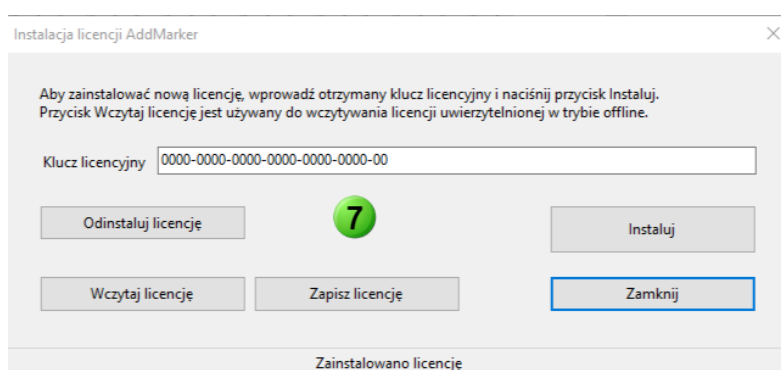 Instalacja licencji AddMarker
Aby zainstalować nową licencję, wprowadź otrzymany klucz licencyjny i naciśnij przycisk Instaluj.
Przycisk Wczytaj licencję jest używany do wczytywania licencji uwierzytelnionej w trybie offline.
Klucz licencyjny 0000-0000-0000-0000-0000-0000-00
Odinstaluj licencję 7 Instaluj
Wczytaj licencję Zapisz licencję Zamknij
Zainstalowano licencję